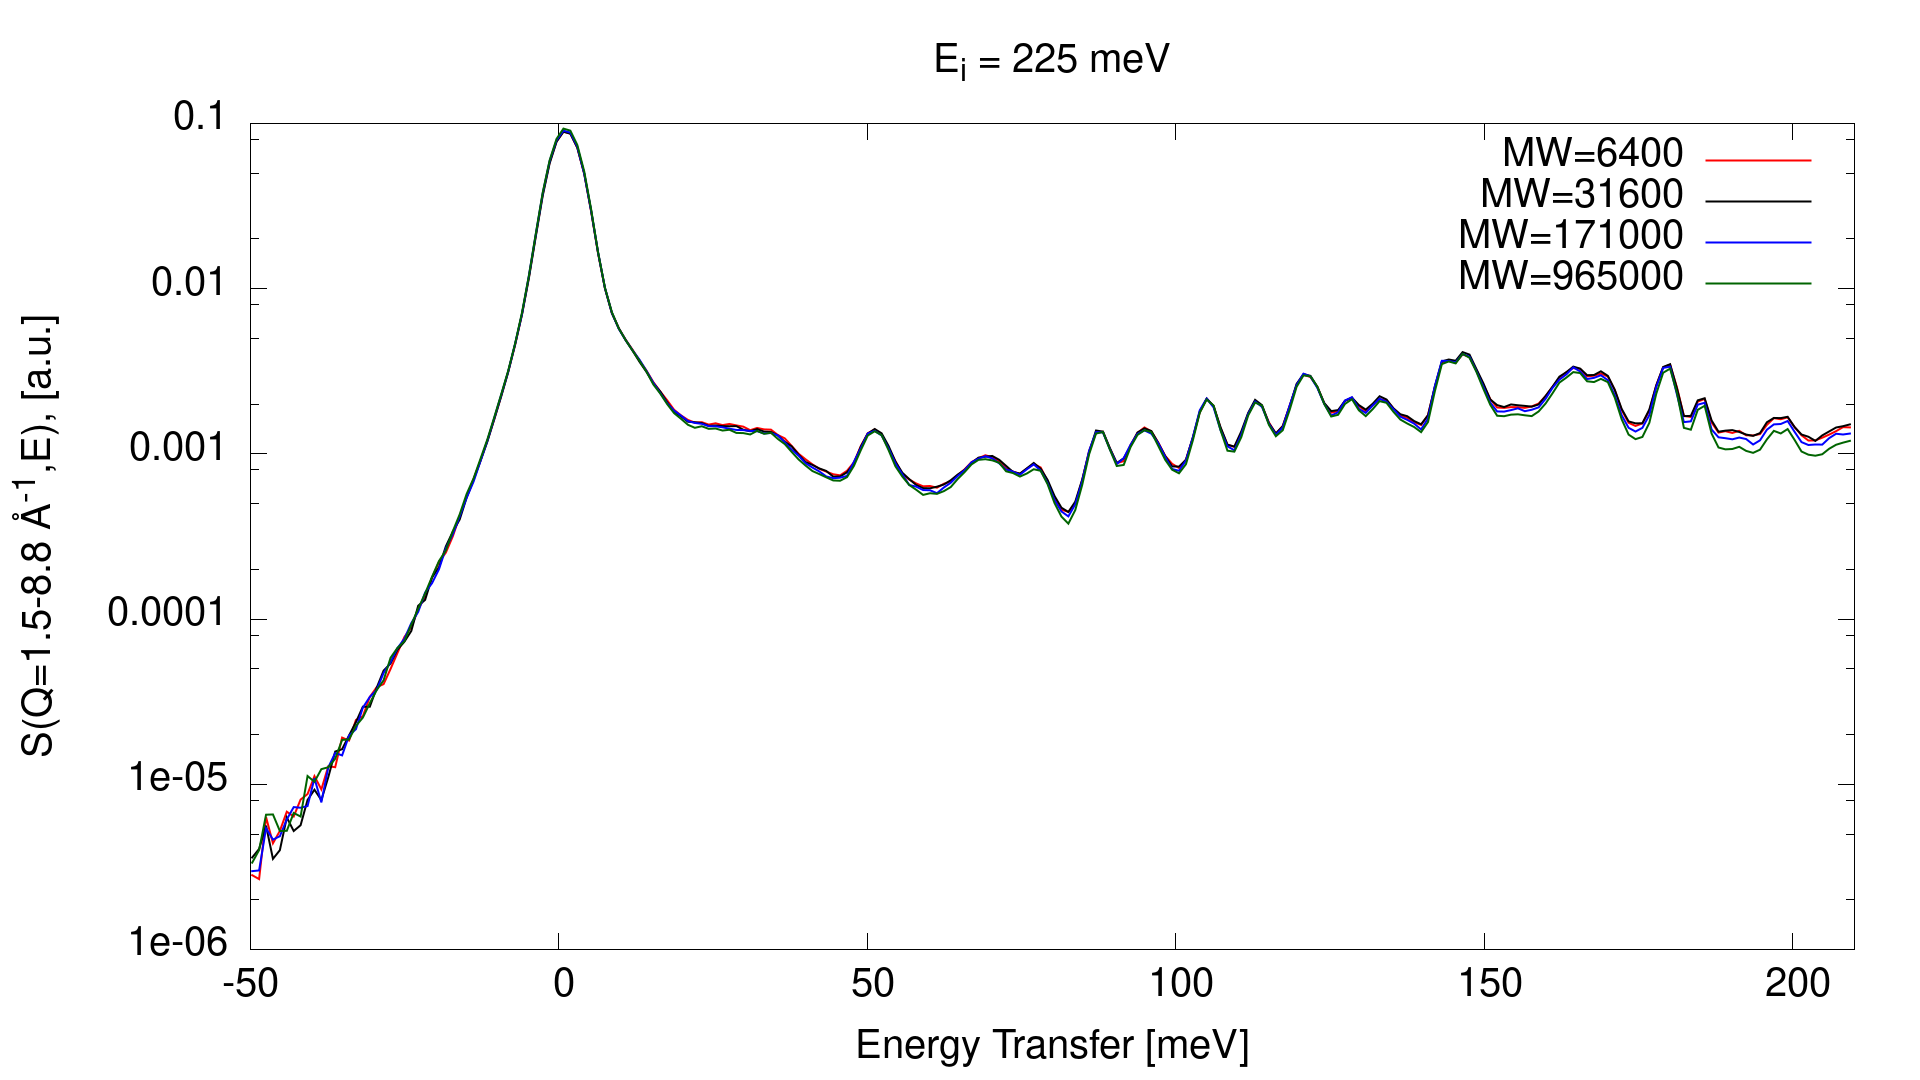 Ei = 225 meV
S(Q=1.5-8.8 Å-1,E), [a.u.]
0.1
0.01
0.001
0.0001
1e-05
1e-06
MW=6400
MW=31600
MW=171000
MW=965000
-50 0 50 100 150 200
Energy Transfer [meV]